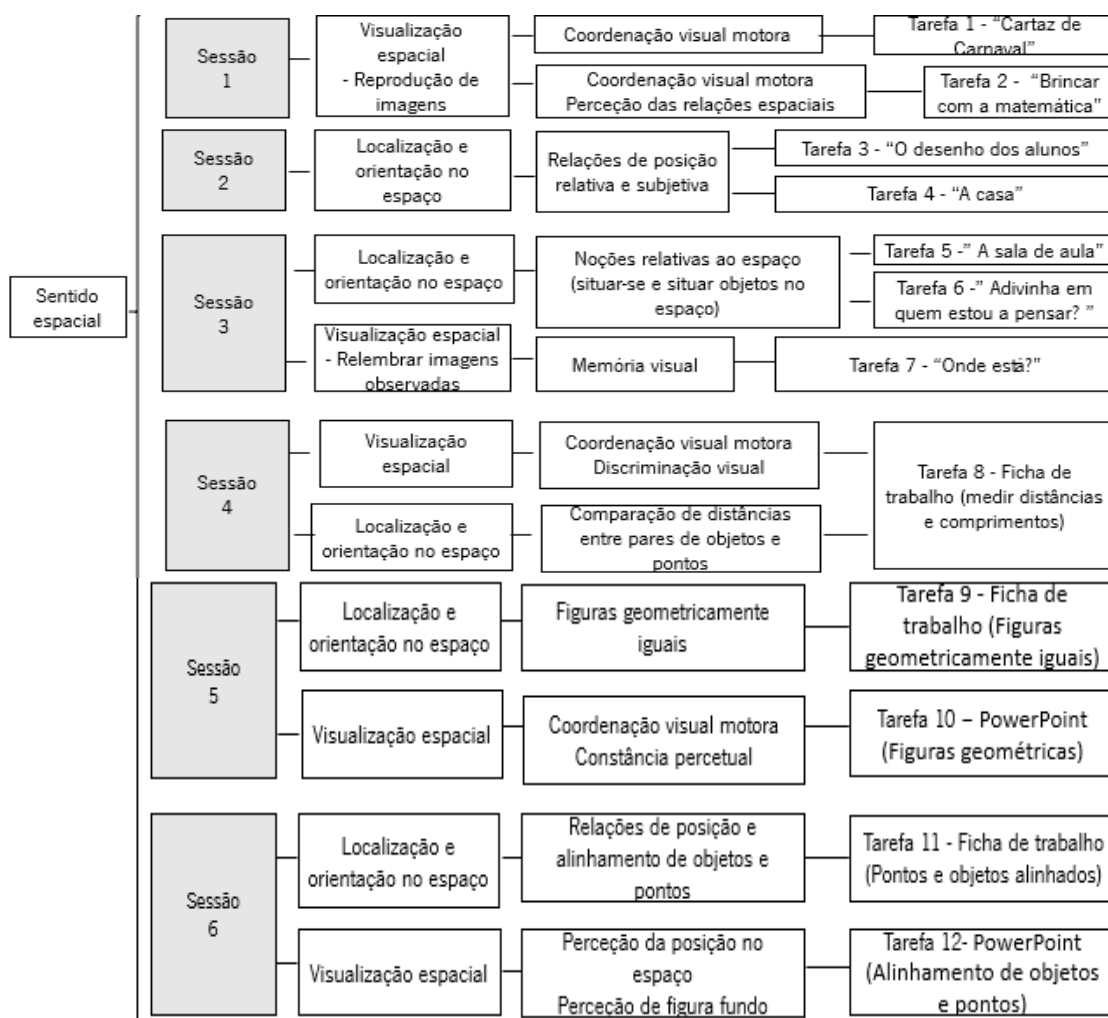 Sentido
espacial
Sessão
1
Visualização
espacial
- Reprodução de
imagens
Coordenação visual motora
Tarefa 1 - “Cartaz de
Carnaval”
Coordenação visual motora
Perceção das relações espaciais
Tarefa 2 - “Brincar
com a matemática”
Sessão
2
Localização e
orientação no
espaço
Relações de posição
relativa e subjetiva
Tarefa 3 - “O desenho dos alunos”
Tarefa 4 - “A casa”
Sessão
3
Localização e
orientação no espaço
Noções relativas ao espaço
(situar-se e situar objetos no
espaço)
Tarefa 5 -” A sala de aula”
Tarefa 6 -” Adivinha em
quem estou a pensar? ”
Visualização espacial
- Relembrar imagens
observadas
Memória visual
Tarefa 7 - “Onde está?”
Sessão
4
Visualização
espacial
Coordenação visual motora
Discriminação visual
Tarefa 8 - Ficha de
trabalho (medir distâncias
e comprimentos)
Localização e
orientação no espaço
Comparação de distâncias
entre pares de objetos e
pontos
Sessão
5
Localização e
orientação no espaço
Figuras geometricamente
iguais
Tarefa 9 - Ficha de
trabalho (Figuras
geometricamente iguais)
Visualização espacial
Coordenação visual motora
Constância percetual
Tarefa 10 – PowerPoint
(Figuras geométricas)
Sessão
6
Localização e
orientação no espaço
Relações de posição e
alinhamento de objetos e
pontos
Tarefa 11 - Ficha de trabalho
(Pontos e objetos alinhados)
Visualização espacial
Perceção da posição no
espaço
Perceção de figura fundo
Tarefa 12- PowerPoint
(Alinhamento de objetos
e pontos)